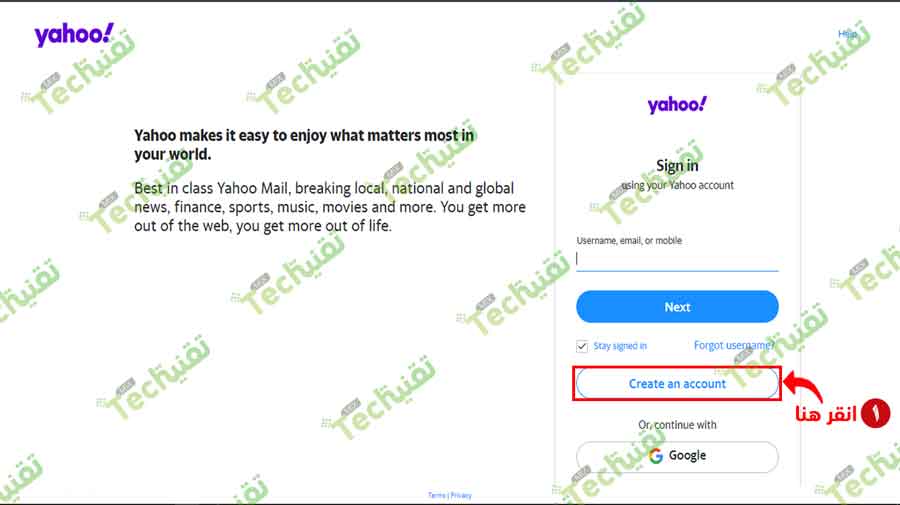 yahoo!
Help
Yahoo makes it easy to enjoy what matters most in
your world.
Best in class Yahoo Mail, breaking local, national and global
news, finance, sports, music, movies and more. You get more
out of the web, you get more out of life.
yahoo!
Sign in
using your Yahoo account
Username, email, or mobile
Next
Stay signed in
Forgot username?
Create an account
١ انقر هنا
Or, continue with
Google
Terms | Privacy
MIX
Techتقنية